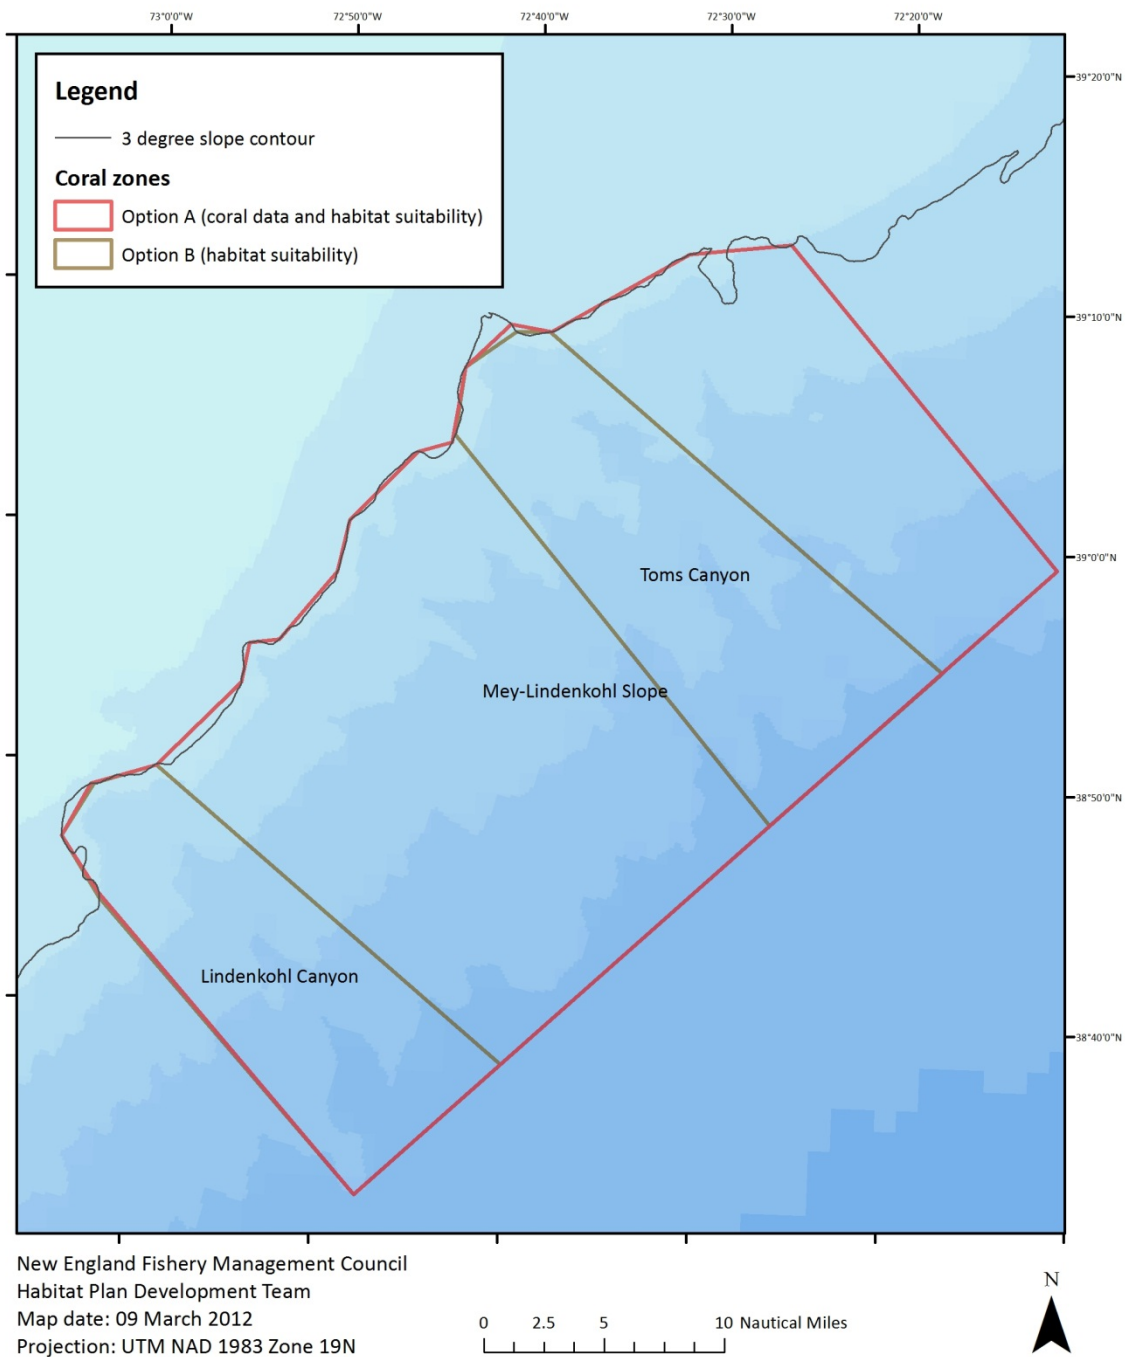 73°0'0"W 72°50'0"W 72°40'0"W 72°30'0"W 72°20'0"W
Legend
3 degree slope contour
Coral zones
Option A (coral data and habitat suitability)
Option B (habitat suitability)
39°20'0"N
39°10'0"N
39°0'0"N
38°50'0"N
38°40'0"N
Toms Canyon
Mey-Lindenkohl Slope
Lindenkohl Canyon
New England Fishery Management Council
Habitat Plan Development Team
Map date: 09 March 2012
Projection: UTM NAD 1983 Zone 19N
0 2.5 5 10 Nautical Miles
N